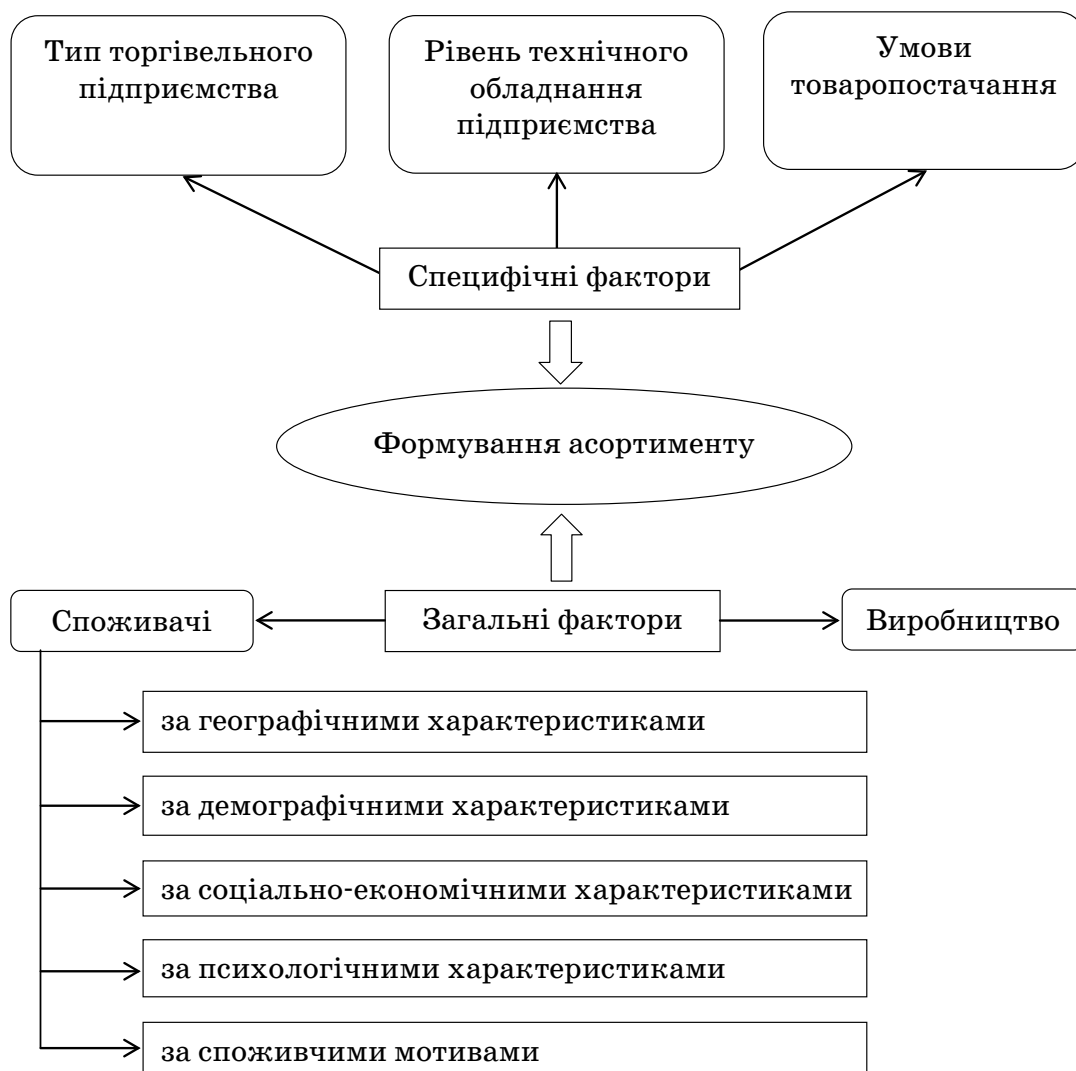 Тип торгівельного
підприємства
Рівень технічного
обладнання
підприємства
Умови
товаропостачання
Специфічні фактори
Формування асортименту
Споживачі
Загальні фактори
Виробництво
за географічними характеристиками
за демографічними характеристиками
за соціально-економічними характеристиками
за психологічними характеристиками
за споживчими мотивами